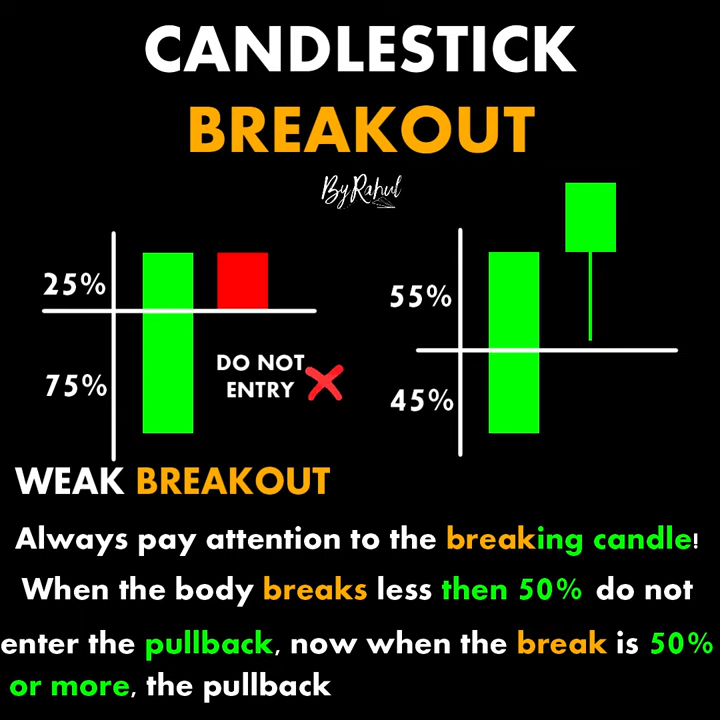 CANDLESTICK
BREAKOUT
By Rahul
25%
75%
DO NOT
ENTRY
55%
45%
WEAK BREAKOUT
Always pay attention to the breaking candle!
When the body breaks less then 50% do not
enter the pullback, now when the break is 50%
or more, the pullback